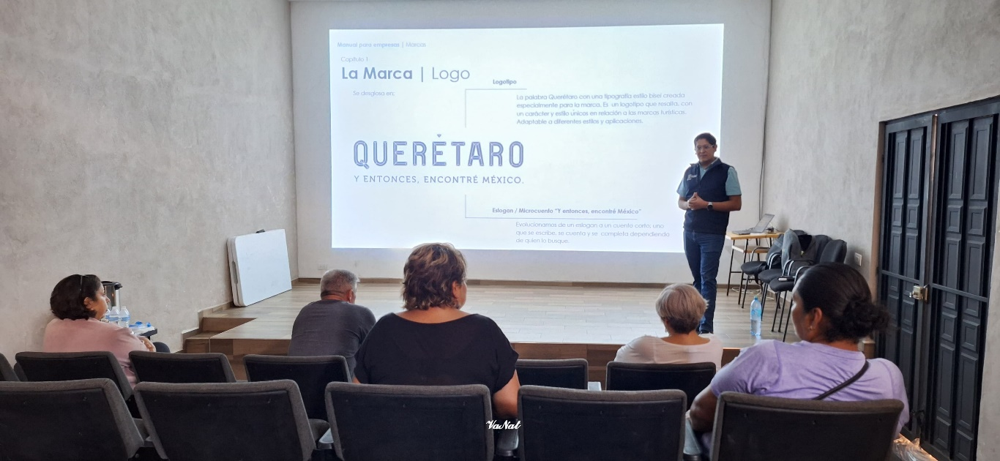 Manual para empresas | Marcas
Capítulo 1
La Marca | Logo
Se desglosa en:
Logotipo
La palabra Querétaro con una tipografía estilo bisel creada
especialmente para la marca. Es un logotipo que resalta, con
un carácter y estilo únicos en relación a las marcas turísticas.
Adaptable a diferentes estilos y aplicaciones.
QUERÉTARO
Y ENTONCES, ENCONTRÉ MÉXICO.
Eslogan / Microcuento "Y entonces, encontré México"
Evolucionamos de un eslogan a un cuento corto, uno
que se escribe, se cuenta y se completa dependiendo
de quien lo busque.
VaNat